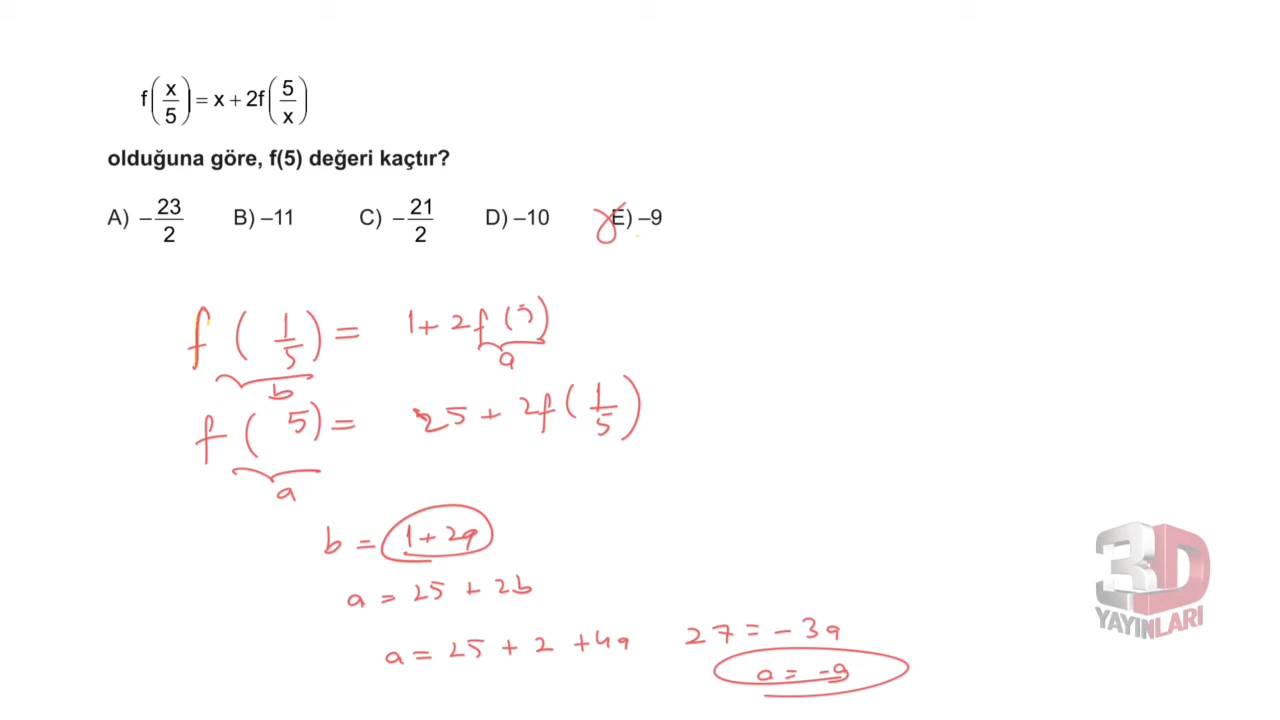 f(x/5) = x + 2f(5/x)
olduğuna göre, f(5) değeri kaçtır?
A) –23/2 B) –11 C) –21/2 D) –10 E) –9
f(1/5) = 1 + 2f(5)
b a
f(5) = 25 + 2f(1/5)
a
b = 1 + 2a
a = 25 + 2b
a = 25 + 2 + 4a 27 = -3a
a = -9
3D
YAYINLARI